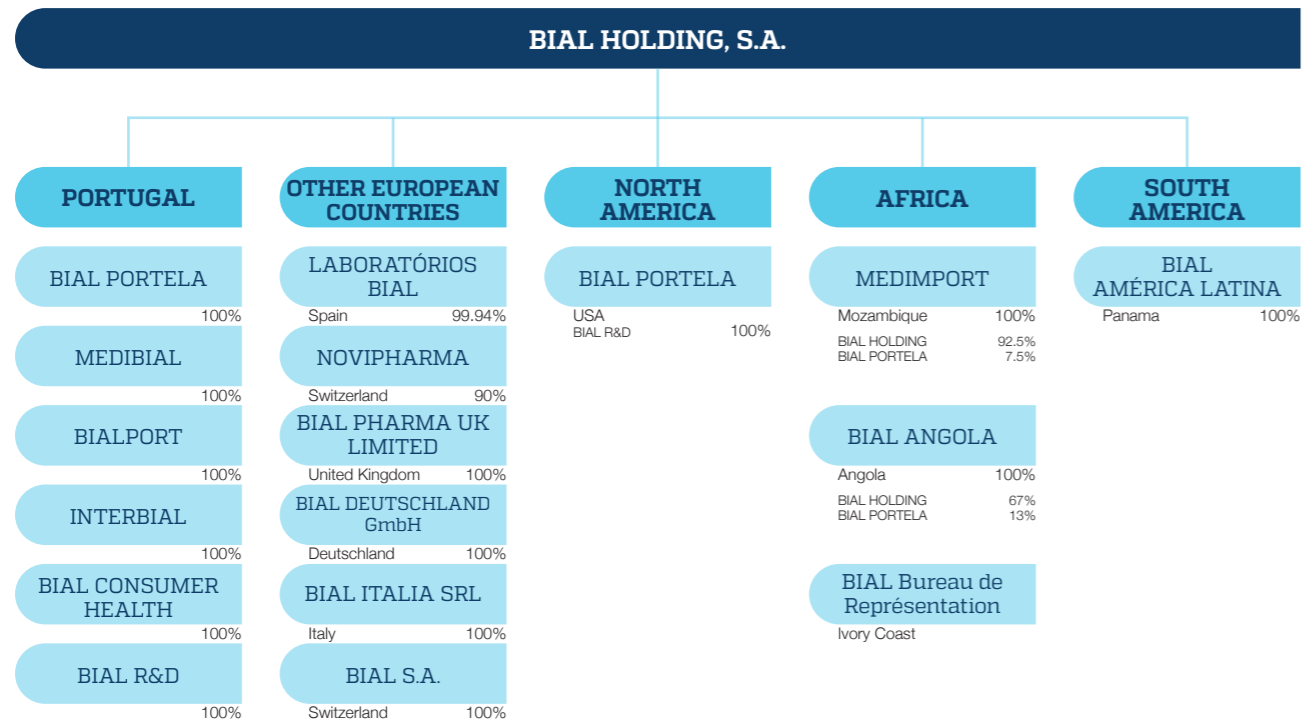 BIAL HOLDING, S.A.
PORTUGAL
BIAL PORTELA
100%
MEDIBIAL
100%
BIALPORT
100%
INTERBIAL
100%
BIAL CONSUMER
HEALTH
100%
BIAL R&D
100%
OTHER EUROPEAN
COUNTRIES
LABORATÓRIOS
BIAL
Spain 99.94%
NOVIPHARMA
Switzerland 90%
BIAL PHARMA UK
LIMITED
United Kingdom 100%
BIAL DEUTSCHLAND
GmbH
Deutschland 100%
BIAL ITALIA SRL
Italy 100%
BIAL S.A.
Switzerland 100%
NORTH
AMERICA
BIAL PORTELA
USA
BIAL R&D 100%
AFRICA
MEDIMPORT
Mozambique 100%
BIAL HOLDING 92.5%
BIAL PORTELA 7.5%
BIAL ANGOLA
Angola 100%
BIAL HOLDING 67%
BIAL PORTELA 13%
BIAL Bureau de
Représentation
Ivory Coast
SOUTH
AMERICA
BIAL
AMÉRICA LATINA
Panama 100%